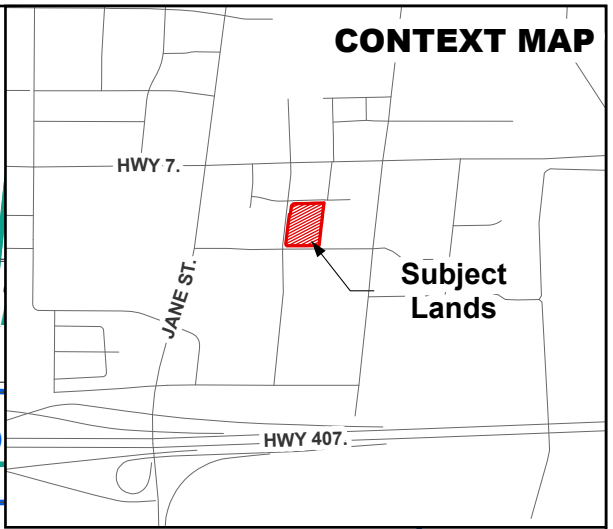 CONTEXT MAP
HWY 7.
JANE ST.
Subject
Lands
HWY 407.